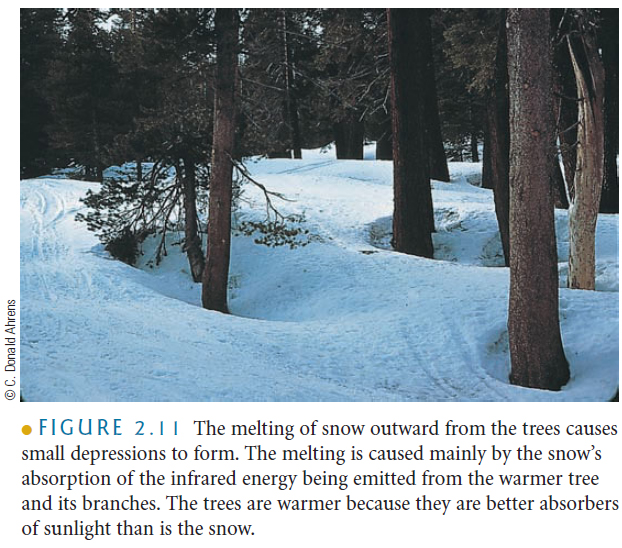 © C. Donald Ahrens
● FIGURE 2.11 The melting of snow outward from the trees causes
small depressions to form. The melting is caused mainly by the snow’s
absorption of the infrared energy being emitted from the warmer tree
and its branches. The trees are warmer because they are better absorbers
of sunlight than is the snow.